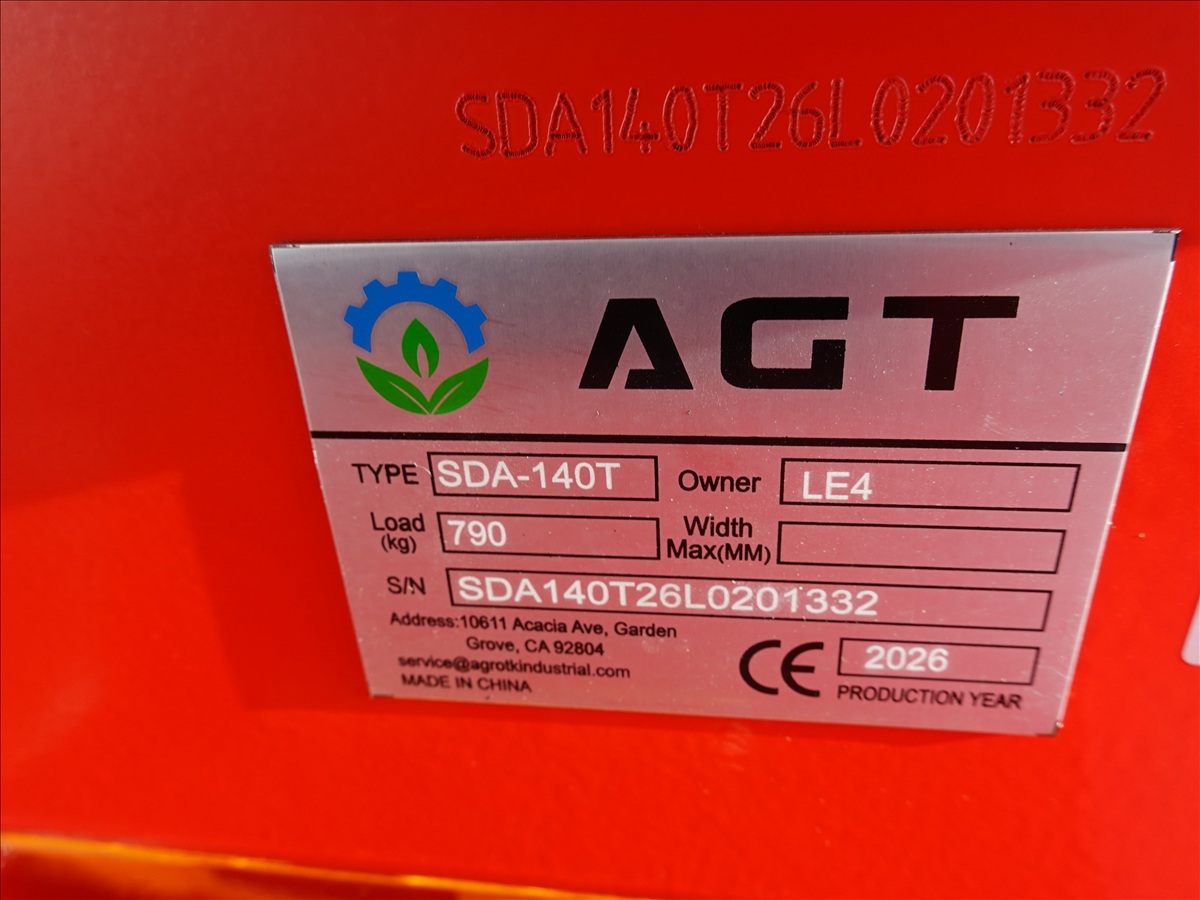 SDA140T26L0201332
AGT
TYPE SDA-140T Owner LE4
Load (kg) 790 Width Max(MM)
S/N SDA140T26L0201332
Address:10611 Acacia Ave, Garden
Grove, CA 92804
service@agrotkindustrial.com
MADE IN CHINA
CE 2026
PRODUCTION YEAR